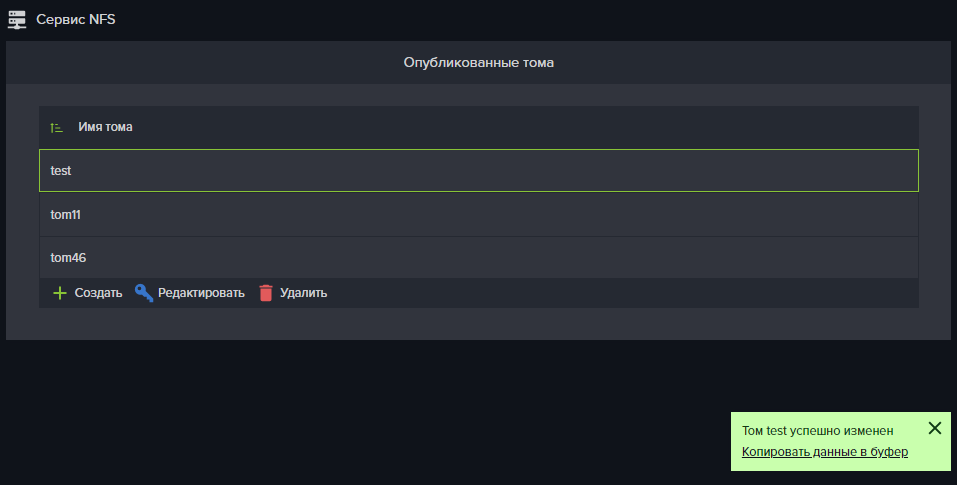 Сервис NFS
Опубликованные тома
Имя тома
test
tom11
tom46
Создать Редактировать Удалить
Том test успешно изменен
Копировать данные в буфер